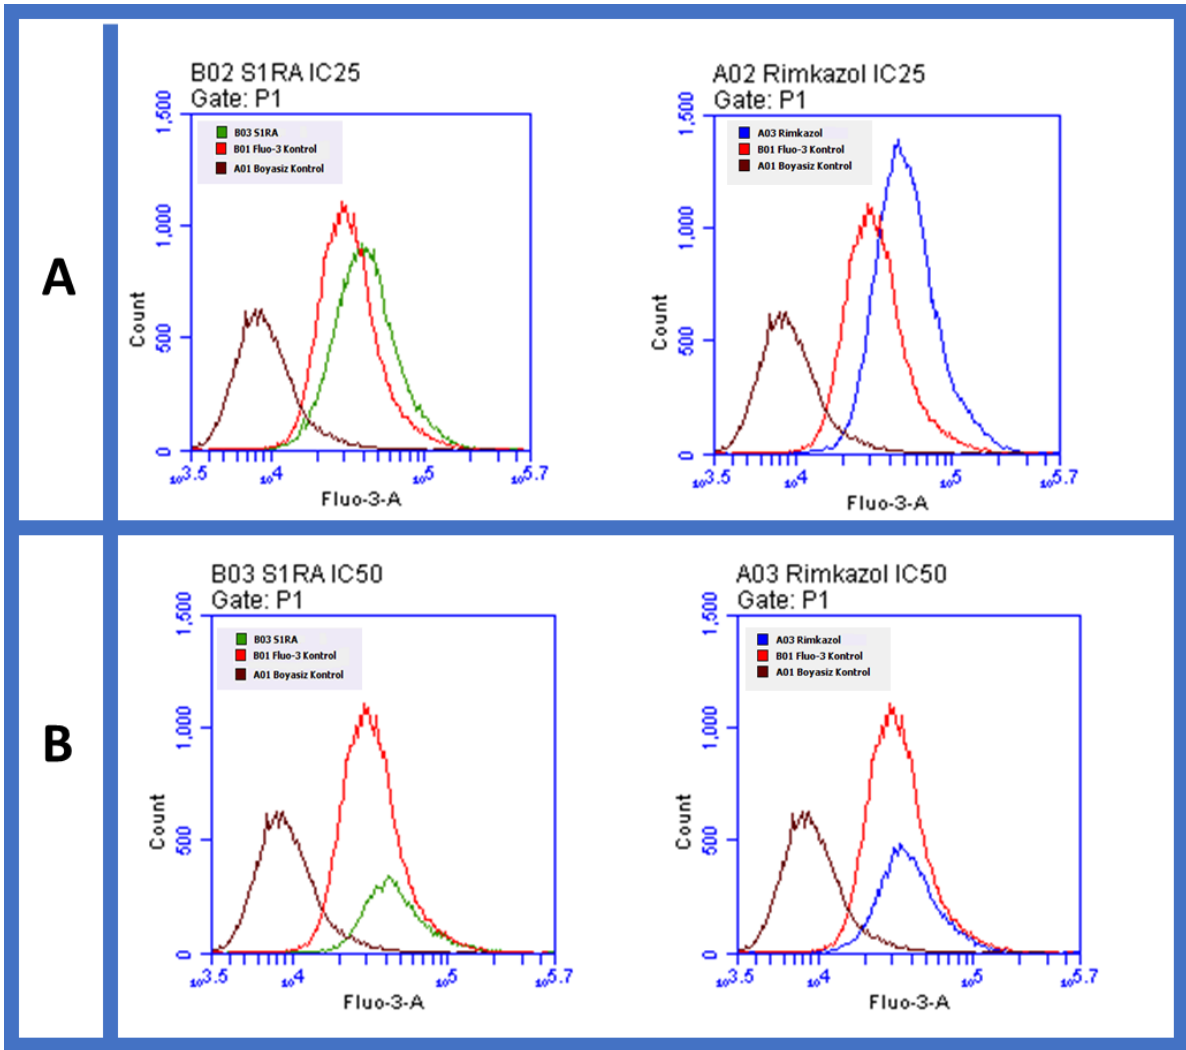 A
B02 S1RA IC25
Gate: P1
B03 S1RA
B01 Fluo-3 Kontrol
A01 Boyasiz Kontrol
1,500
1,000
500
0
Count
10^3.5
10^4
10^5
10^5.7
Fluo-3-A
A02 Rimkazol IC25
Gate: P1
A03 Rimkazol
B01 Fluo-3 Kontrol
A01 Boyasiz Kontrol
1,500
1,000
500
0
Count
10^3.5
10^4
10^5
10^5.7
Fluo-3-A
B
B03 S1RA IC50
Gate: P1
B03 S1RA
B01 Fluo-3 Kontrol
A01 Boyasiz Kontrol
1,500
1,000
500
0
Count
10^3.5
10^4
10^5
10^5.7
Fluo-3-A
A03 Rimkazol IC50
Gate: P1
A03 Rimkazol
B01 Fluo-3 Kontrol
A01 Boyasiz Kontrol
1,500
1,000
500
0
Count
10^3.5
10^4
10^5
10^5.7
Fluo-3-A